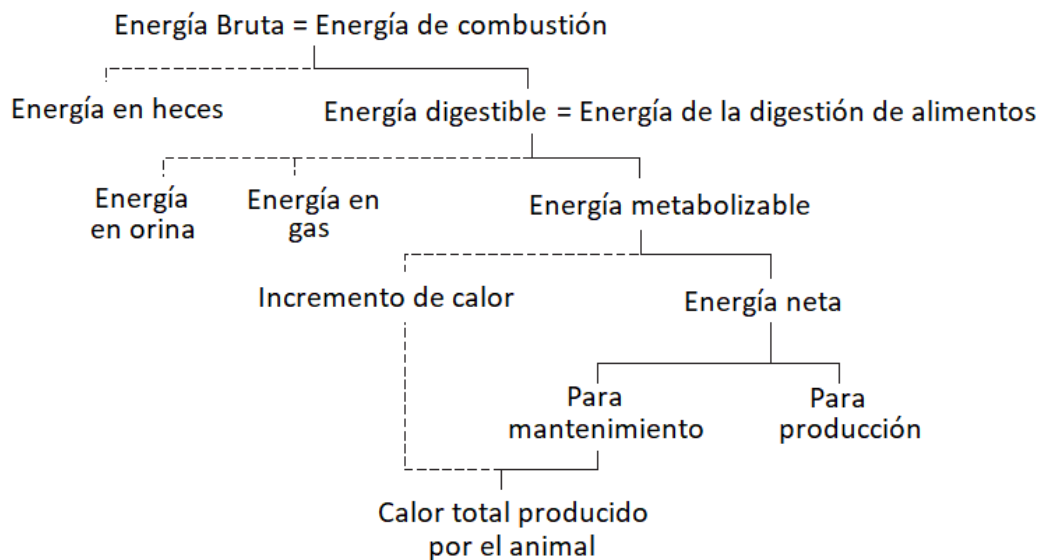 Energía Bruta = Energía de combustión
Energía en heces
Energía digestible = Energía de la digestión de alimentos
Energía
en orina
Energía en
gas
Energía metabolizable
Incremento de calor
Energía neta
Para
mantenimiento
Para
producción
Calor total producido
por el animal